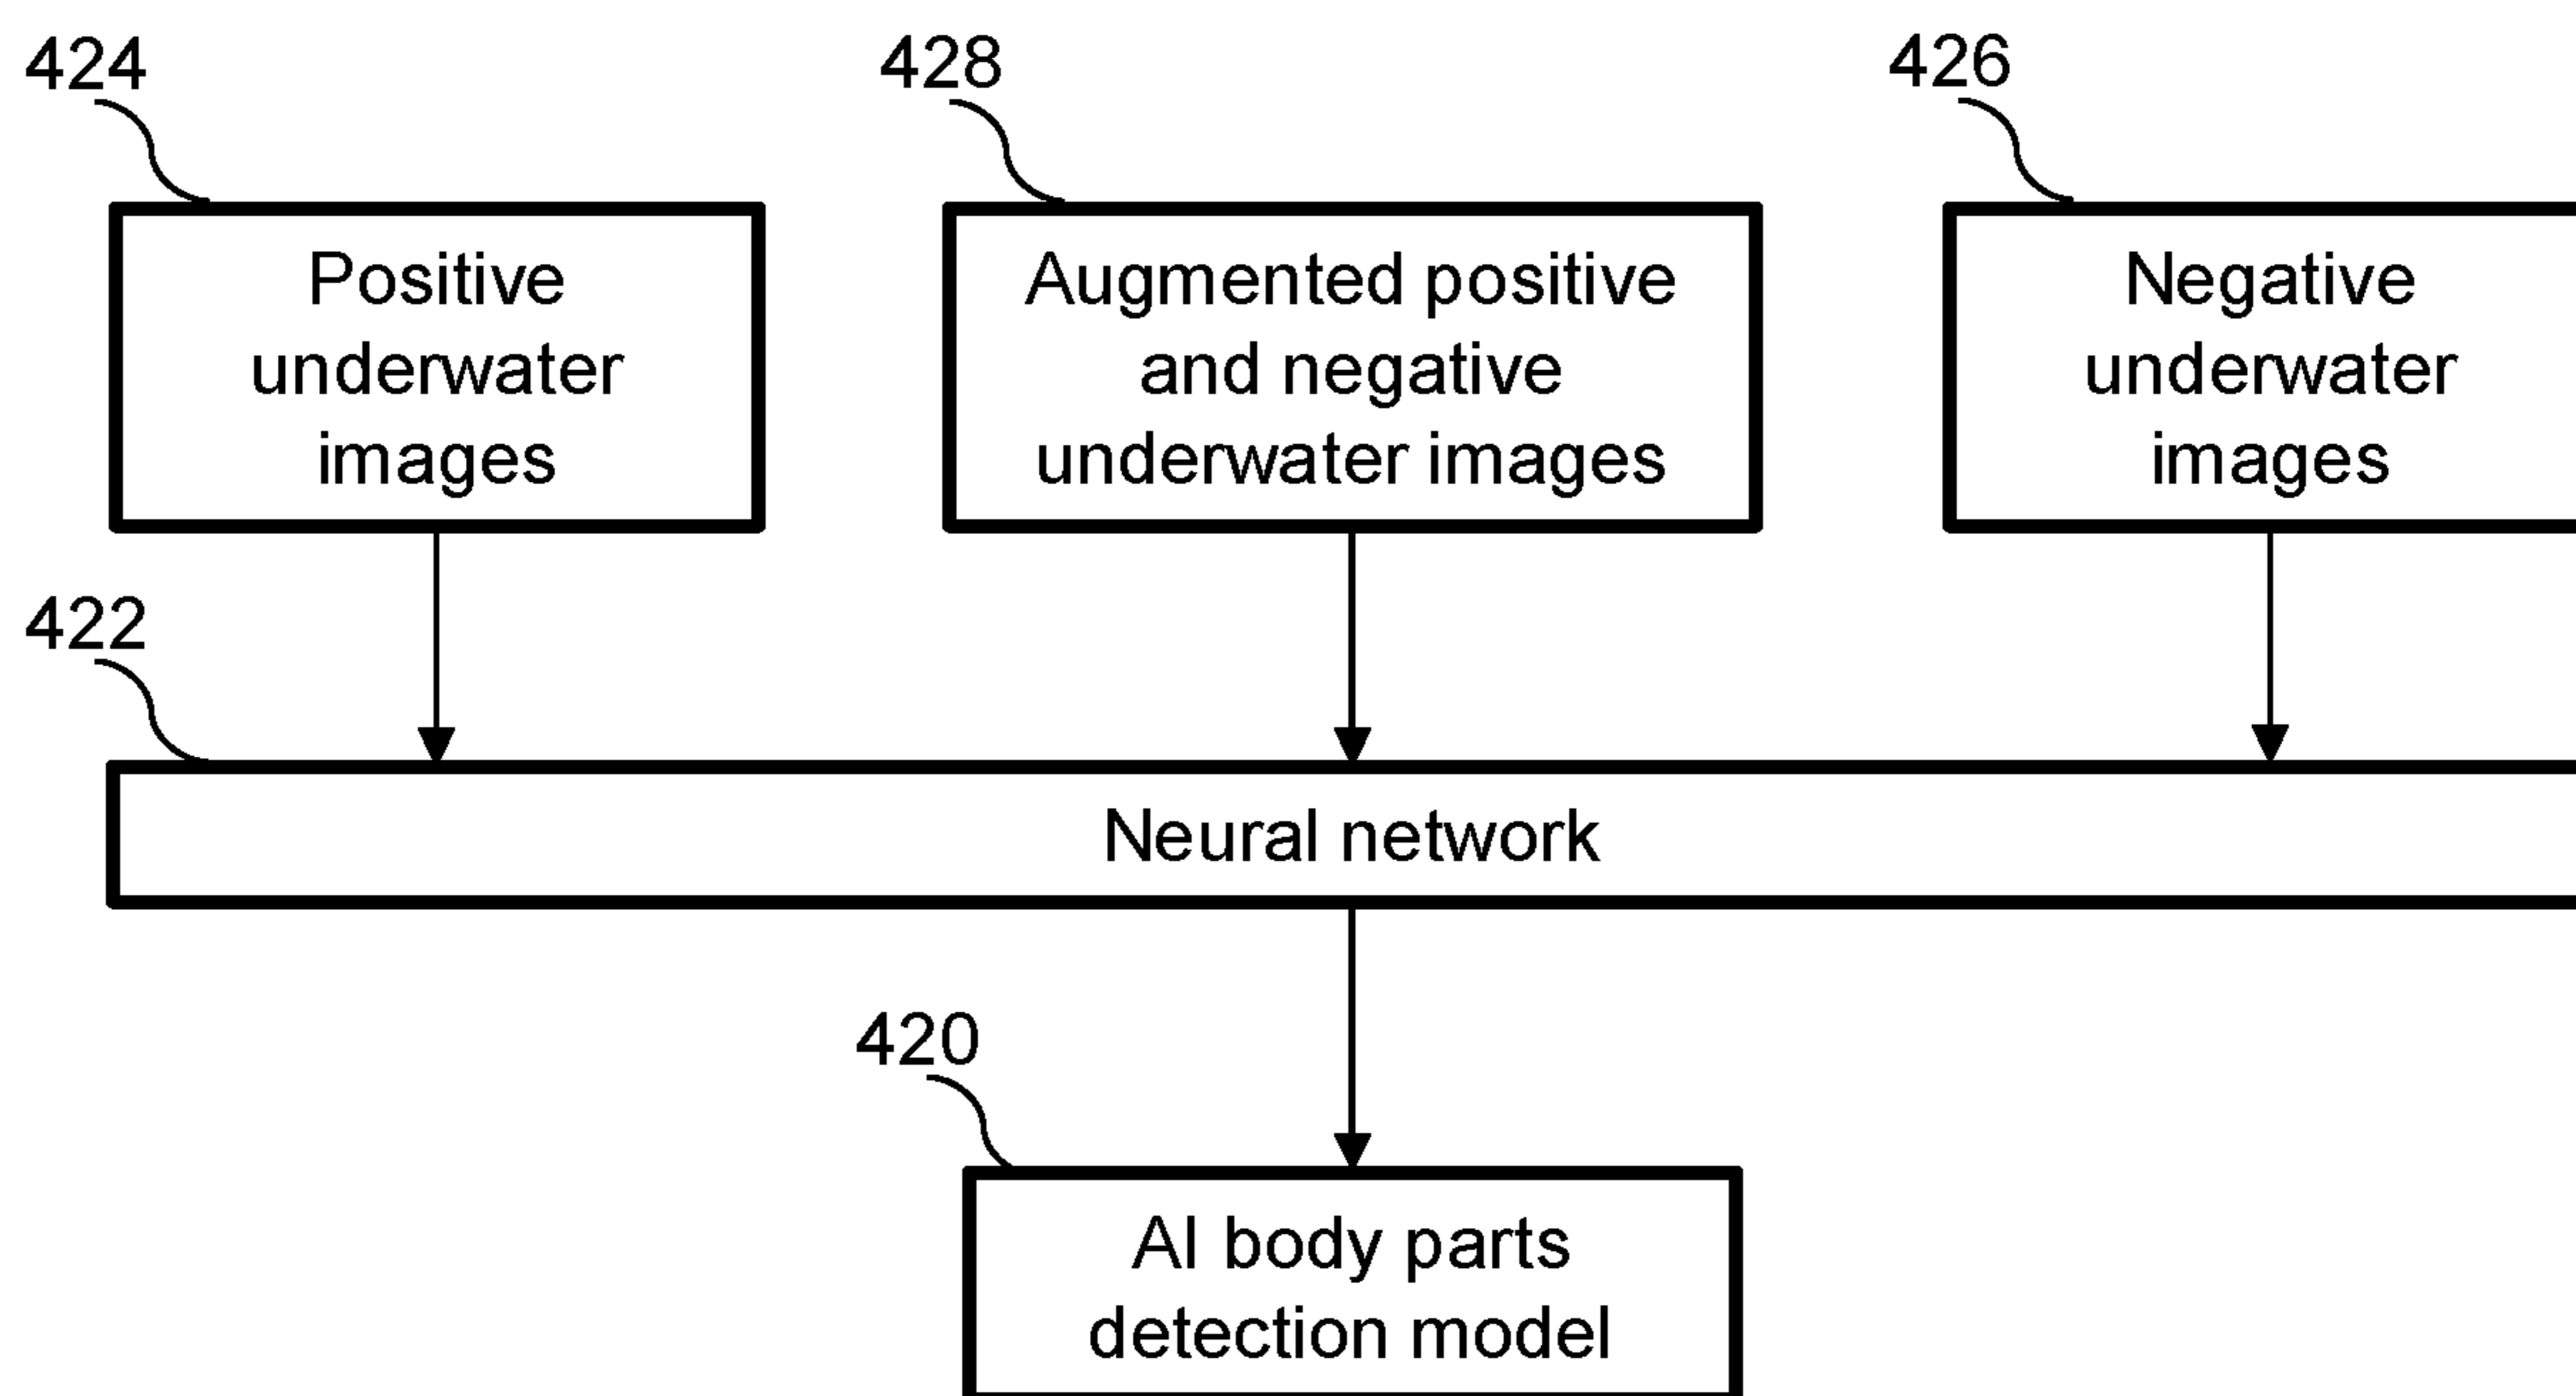 424
Positive
underwater
images
428
Augmented positive
and negative
underwater images
426
Negative
underwater
images
422
Neural network
420
AI body parts
detection model